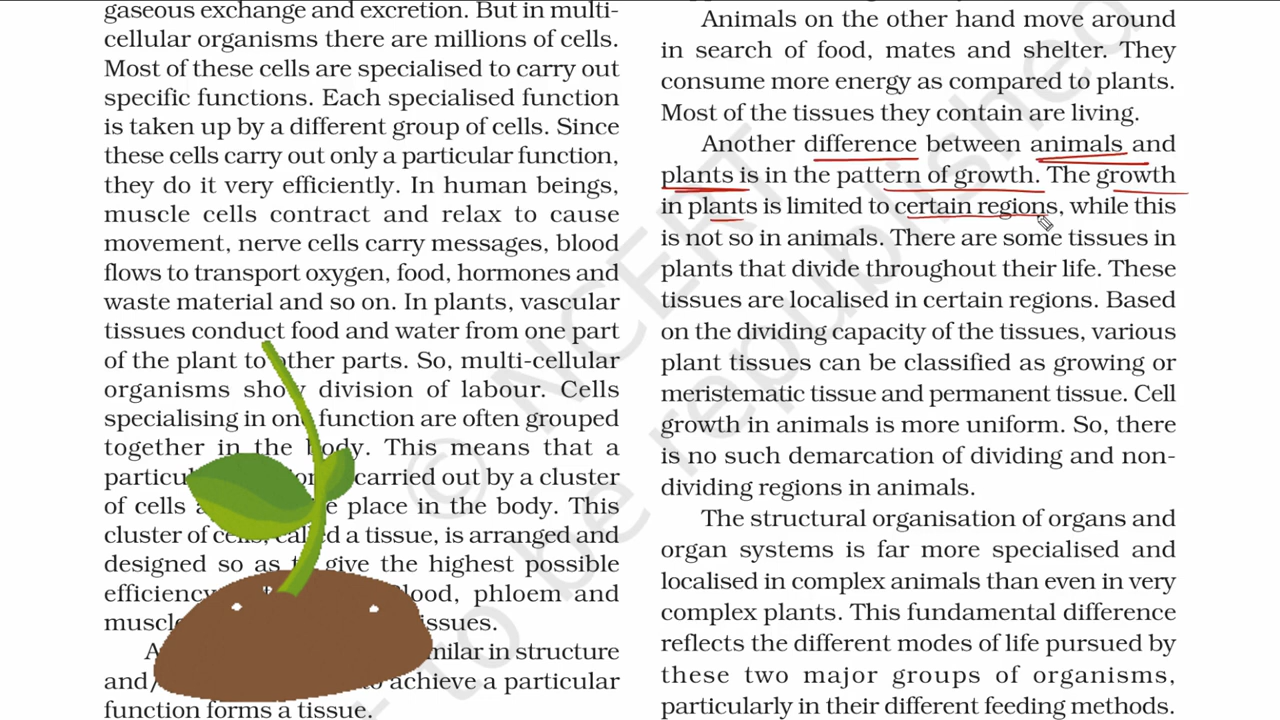 gaseous exchange and excretion. But in multi-
cellular organisms there are millions of cells.
Most of these cells are specialised to carry out
specific functions. Each specialised function
is taken up by a different group of cells. Since
these cells carry out only a particular function,
they do it very efficiently. In human beings,
muscle cells contract and relax to cause
movement, nerve cells carry messages, blood
flows to transport oxygen, food, hormones and
waste material and so on. In plants, vascular
tissues conduct food and water from one part
of the plant to other parts. So, multi-cellular
organisms show division of labour. Cells
specialising in one function are often grouped
together in the body. This means that a
carried out by a cluster
of cells place in the body. This
cluster of cells, called a tissue, is arranged and
designed so as to give the highest possible
efficiency phloem and
tissues.
in structure
achieve a particular
function forms a tissue.
Animals on the other hand move around
in search of food, mates and shelter. They
consume more energy as compared to plants.
Most of the tissues they contain are living.
Another difference between animals and
plants is in the pattern of growth. The growth
in plants is limited to certain regions, while this
is not so in animals. There are some tissues in
plants that divide throughout their life. These
tissues are localised in certain regions. Based
on the dividing capacity of the tissues, various
plant tissues can be classified as growing or
meristematic tissue and permanent tissue. Cell
growth in animals is more uniform. So, there
is no such demarcation of dividing and non-
dividing regions in animals.
The structural organisation of organs and
organ systems is far more specialised and
localised in complex animals than even in very
complex plants. This fundamental difference
reflects the different modes of life pursued by
these two major groups of organisms,
particularly in their different feeding methods.
© NCERT
to be republished